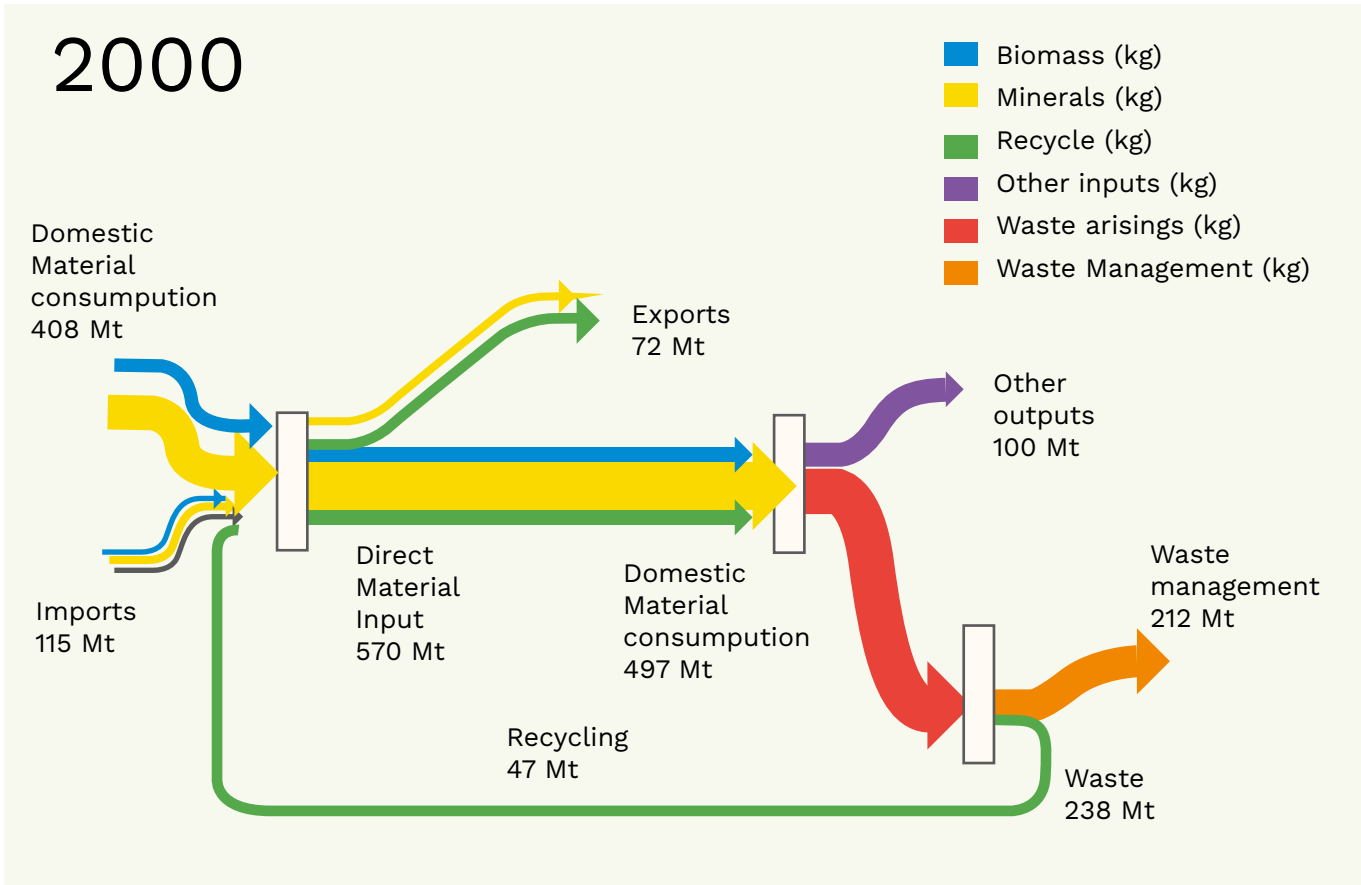 2000
Biomass (kg)
Minerals (kg)
Recycle (kg)
Other inputs (kg)
Waste arisings (kg)
Waste Management (kg)
Domestic
Material
consumpution
408 Mt
Exports
72 Mt
Other
outputs
100 Mt
Imports
115 Mt
Direct
Material
Input
570 Mt
Domestic
Material
consumpution
497 Mt
Waste
management
212 Mt
Recycling
47 Mt
Waste
238 Mt